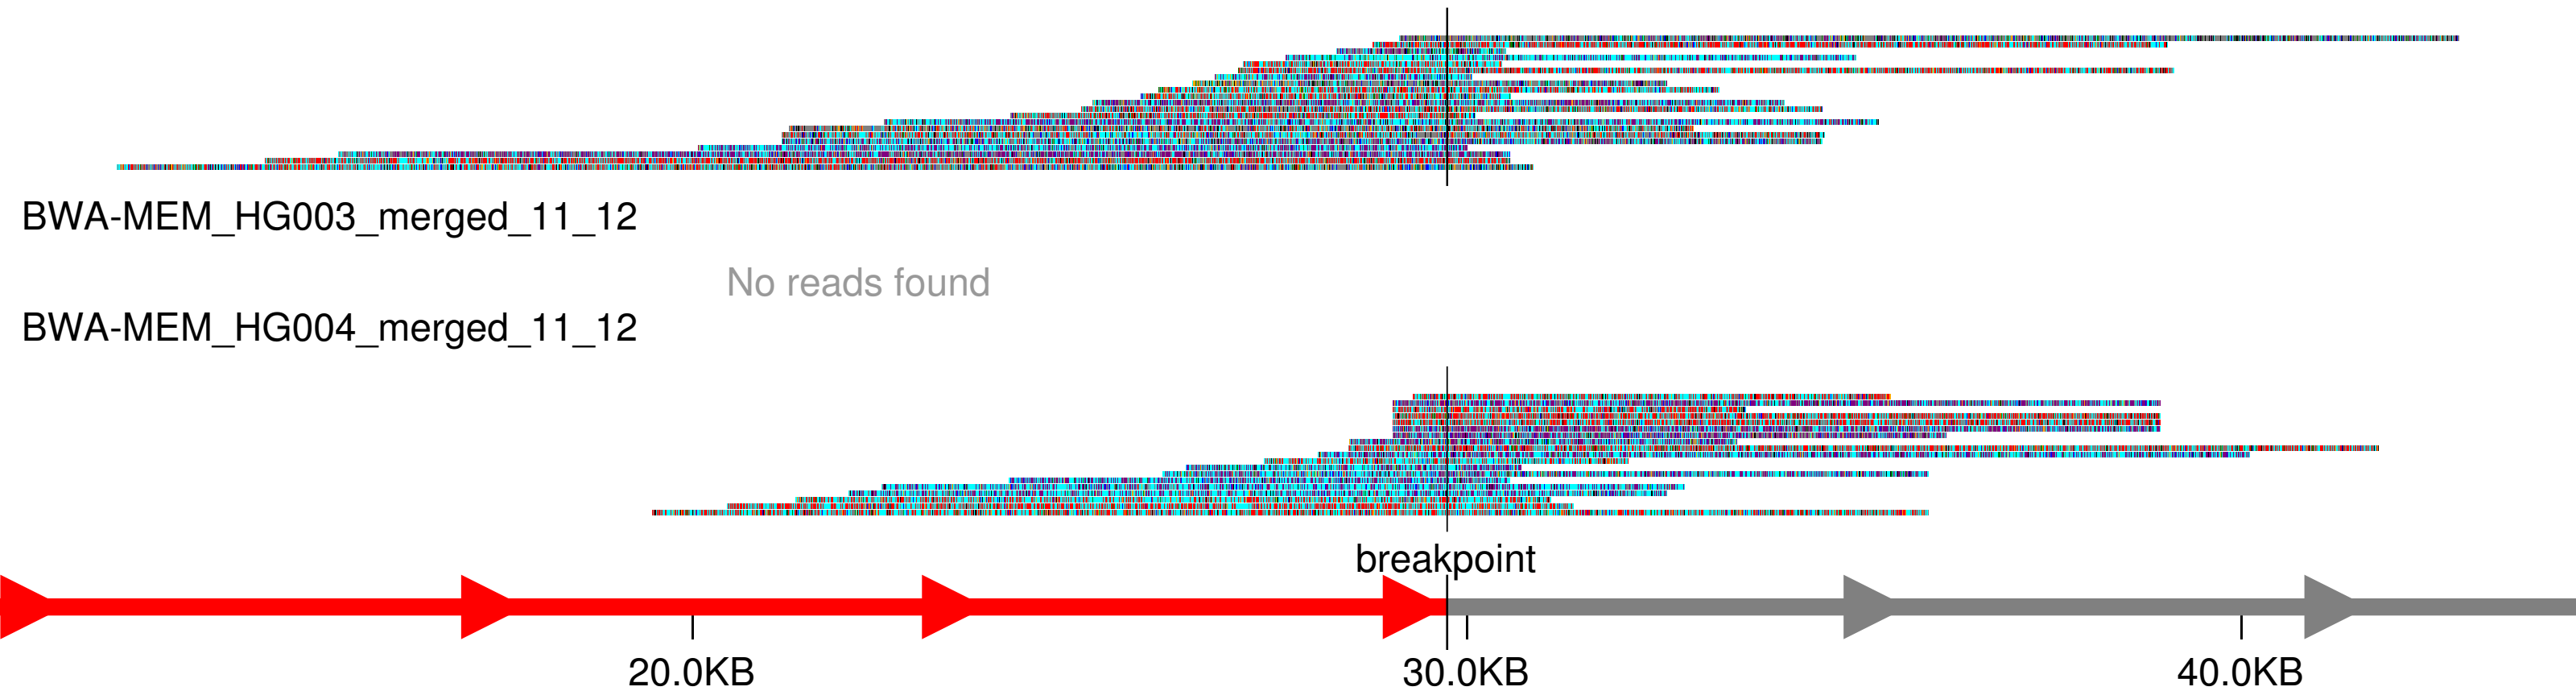 BWA-MEM_HG003_merged_11_12
No reads found
BWA-MEM_HG004_merged_11_12
breakpoint
20.0KB 30.0KB 40.0KB